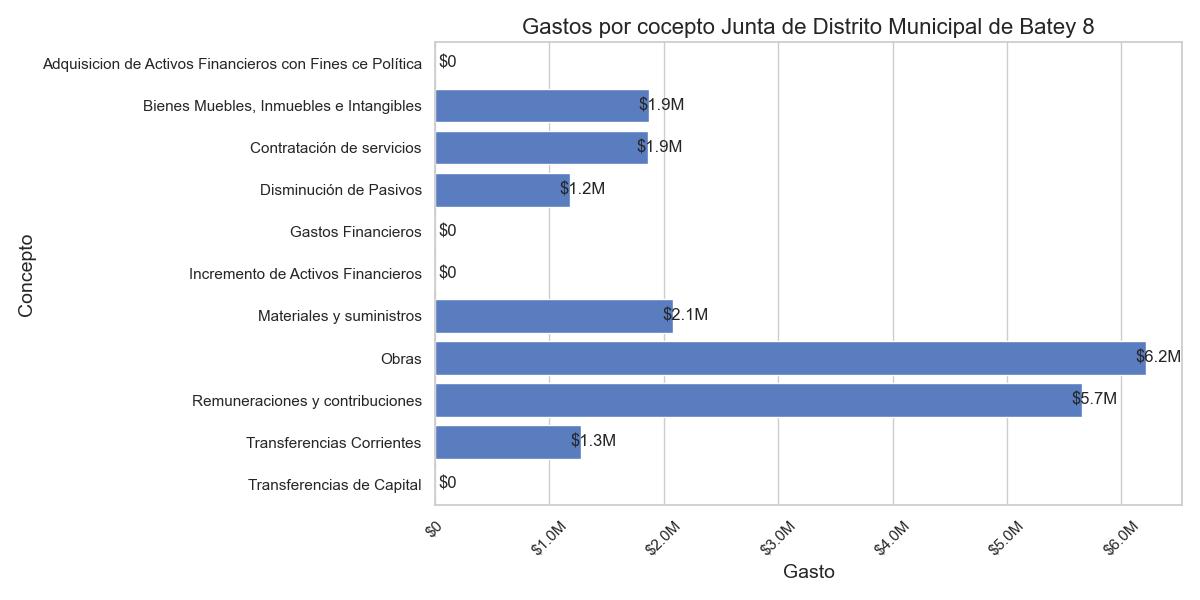 Gastos por cocepto Junta de Distrito Municipal de Batey 8
Concepto
Adquisicion de Activos Financieros con Fines ce Política $0
Bienes Muebles, Inmuebles e Intangibles $1.9M
Contratación de servicios $1.9M
Disminución de Pasivos $1.2M
Gastos Financieros $0
Incremento de Activos Financieros $0
Materiales y suministros $2.1M
Obras $6.2M
Remuneraciones y contribuciones $5.7M
Transferencias Corrientes $1.3M
Transferencias de Capital $0
$0 $1.0M $2.0M $3.0M $4.0M $5.0M $6.0M
Gasto